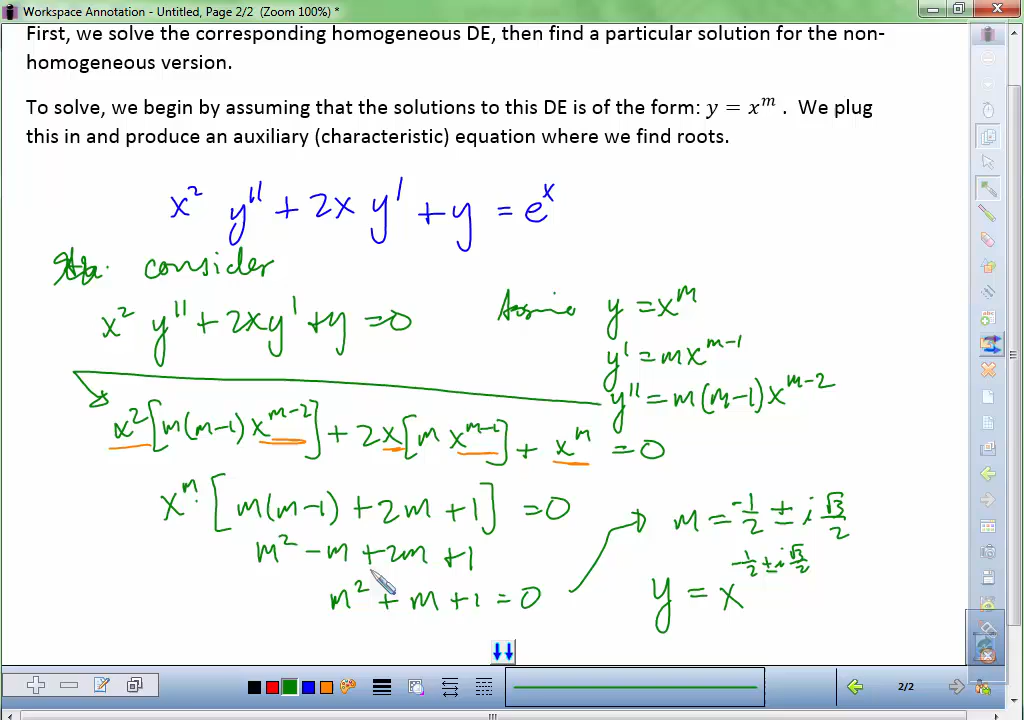 Workspace Annotation - Untitled, Page 2/2 (Zoom 100%) *
First, we solve the corresponding homogeneous DE, then find a particular solution for the non-
homogeneous version.
To solve, we begin by assuming that the solutions to this DE is of the form: y = x^m . We plug
this in and produce an auxiliary (characteristic) equation where we find roots.
x² y'' + 2x y' + y = e^x
consider
x² y'' + 2xy' + y = 0
Assume y = x^m
y' = mx^(m-1)
y'' = m(m-1)x^(m-2)
x²[m(m-1)x^(m-2)] + 2x[m x^(m-1)] + x^m = 0
x^m · [m(m-1) + 2m + 1] = 0
m² - m + 2m + 1
m² + m + 1 = 0
m = -1/2 ± i √3/2
y = x^(-1/2 ± i √3/2)
2/2